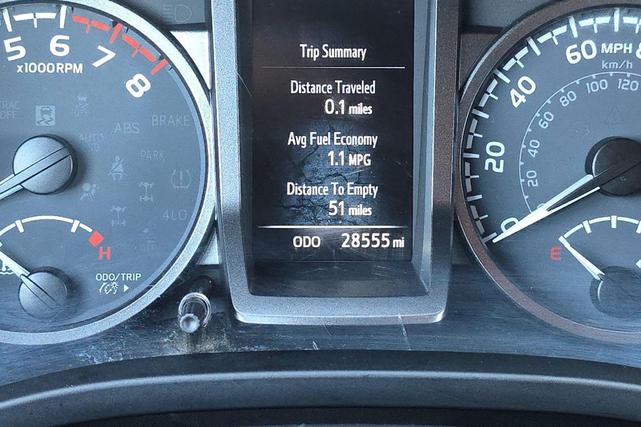 5 6 7 8
x1000RPM
TRAC
OFF
AUTO
ABS
BRAKE
PARK
4LO
H
ODO/TRIP
Trip Summary
Distance Traveled
0.1 miles
Avg Fuel Economy
1.1 MPG
Distance To Empty
51 miles
ODO 28555 mi
0 20 40 60 8
MPH
km/h
20 40 60 80 100 120
E